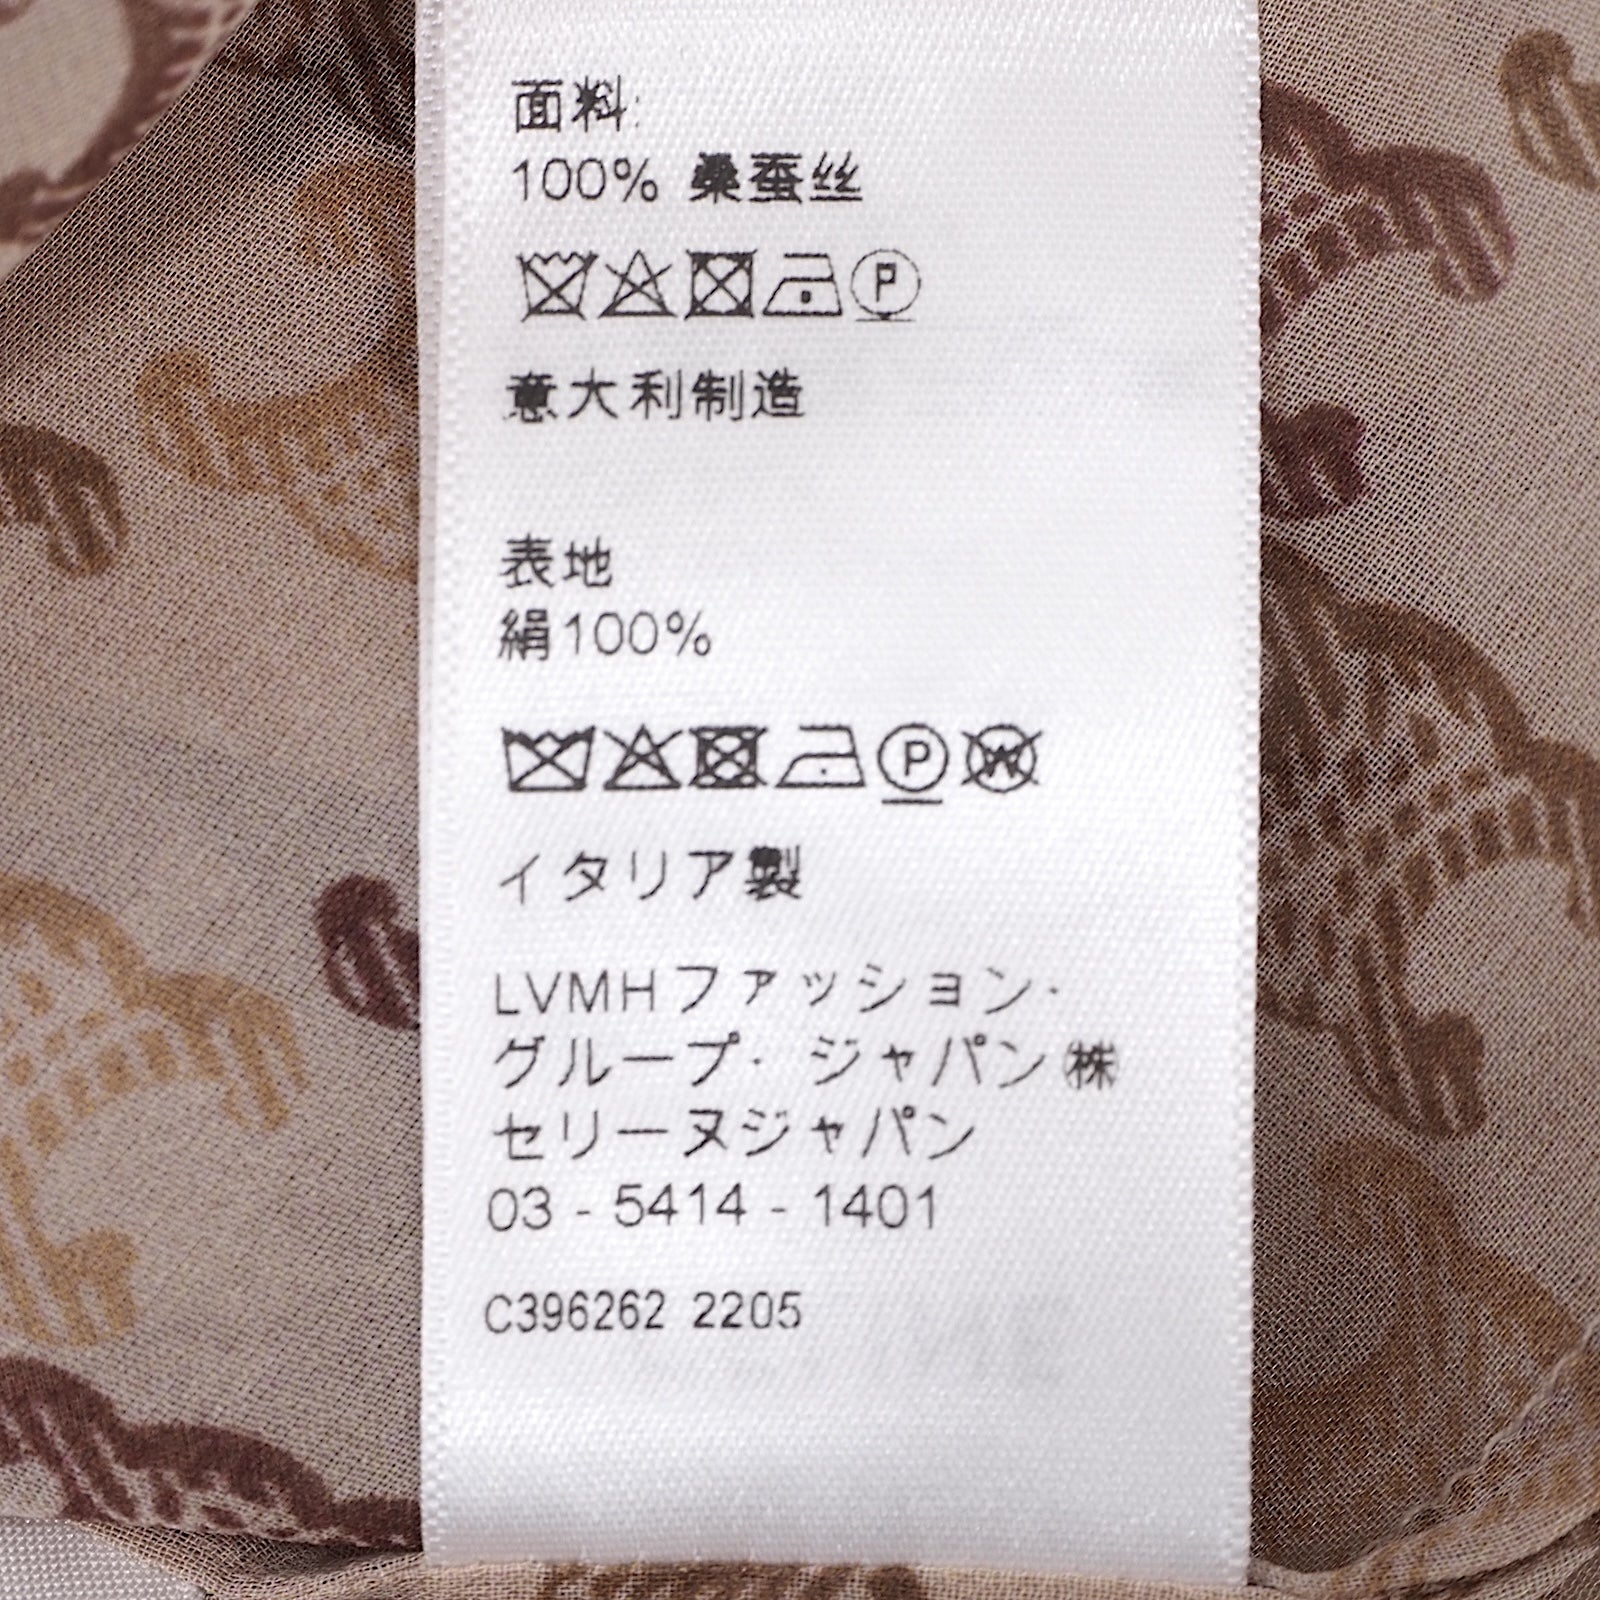 面料:
100% 桑蚕丝
P
意大利制造
表地
絹100%
P W
イタリア製
LVMHファッション·
グループ· ジャパン㈱
セリーヌジャパン
03 - 5414 - 1401
C396262 2205